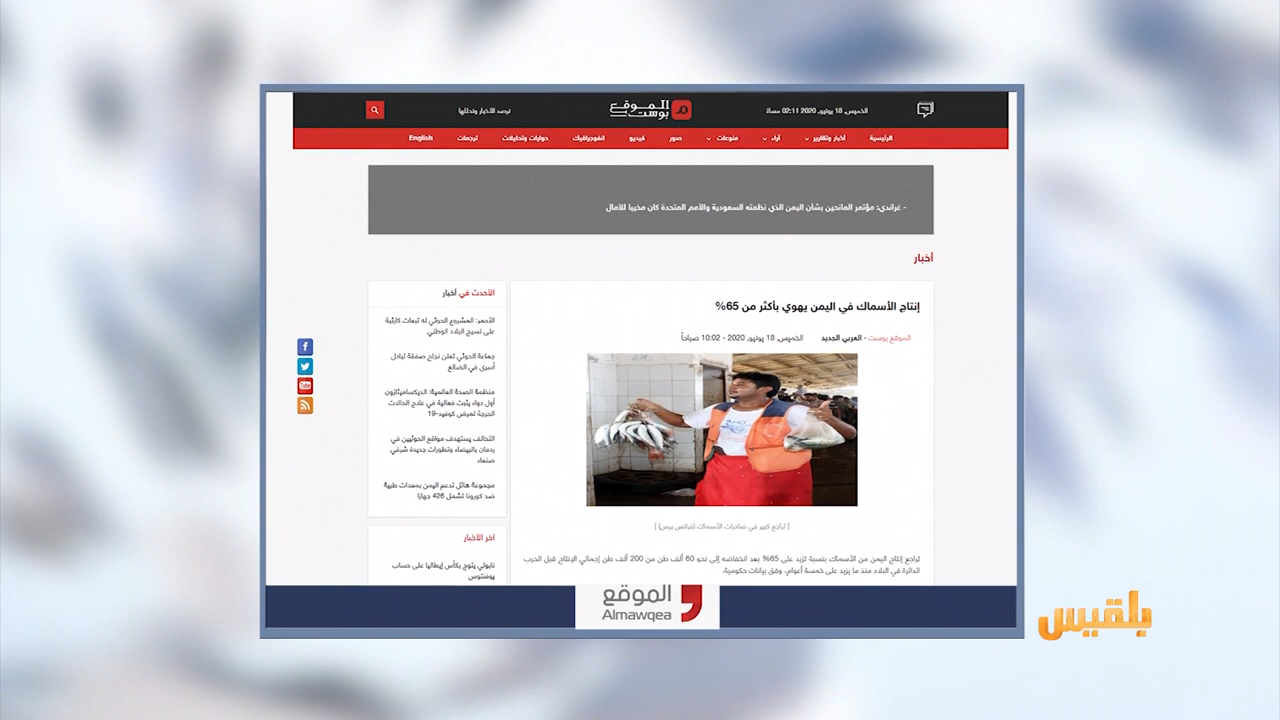 الخميس, 18 يونيو, 2020 02:11 مساءً
الموقع بوست
نرصد الأخبار ونحللها
الرئيسية أخبار وتقارير آراء منوعات صور فيديو انفوجرافيك حوارات وتحليلات ترجمات English
- غراندي: مؤتمر المانحين بشأن اليمن الذي نظمته السعودية والأمم المتحدة كان مخيبا للآمال
أخبار
إنتاج الأسماك في اليمن يهوي بأكثر من 65%
الموقع بوست - العربي الجديد
الخميس, 18 يونيو, 2020 - 10:02 صباحاً
[ تراجع كبير في صادرات الأسماك (فرانس برس) ]
تراجع إنتاج اليمن من الأسماك بنسبة تزيد على 65% بعد انخفاضه إلى نحو 60 ألف طن من 200 ألف طن إجمالي الإنتاج قبل الحرب
الدائرة في البلاد منذ ما يزيد على خمسة أعوام، وفق بيانات حكومية.
الأحدث في أخبار
الأحمر: المشروع الحوثي له تبعات كارثية
على نسيج البلاد الوطني
جماعة الحوثي تعلن نجاح صفقة تبادل
أسرى في الضالع
منظمة الصحة العالمية: الديكساميثازون
أول دواء يثبت فعالية في علاج الحالات
الحرجة لمرض كوفيد-19
التحالف يستهدف مواقع الحوثيين في
ردمان بالبيضاء وتطورات جديدة شرقي
صنعاء
مجموعة هائل تدعم اليمن بمعدات طبية
ضد كورونا تشمل 426 جهازا
آخر الأخبار
نابولي يتوج بكأس إيطاليا على حساب
يوفنتوس
You Tube
الموقع
Almawqea
بلقيس